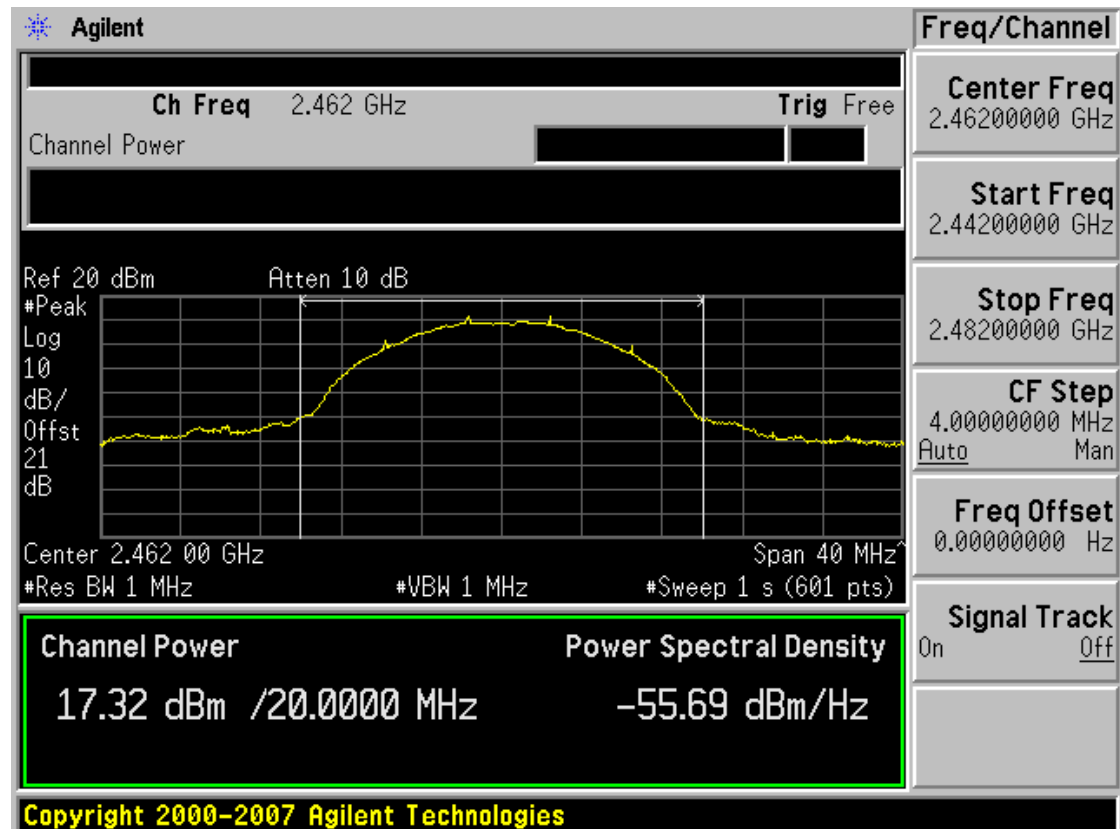 Agilent
Ch Freq 2.462 GHz Trig Free
Channel Power
Ref 20 dBm Atten 10 dB
#Peak
Log
10
dB/
Offst
21
dB
Center 2.462 00 GHz Span 40 MHz^
#Res BW 1 MHz #VBW 1 MHz #Sweep 1 s (601 pts)
Channel Power Power Spectral Density
17.32 dBm /20.0000 MHz -55.69 dBm/Hz
Copyright 2000-2007 Agilent Technologies
Freq/Channel
Center Freq
2.46200000 GHz
Start Freq
2.44200000 GHz
Stop Freq
2.48200000 GHz
CF Step
4.00000000 MHz
Auto Man
Freq Offset
0.00000000 Hz
Signal Track
On Off